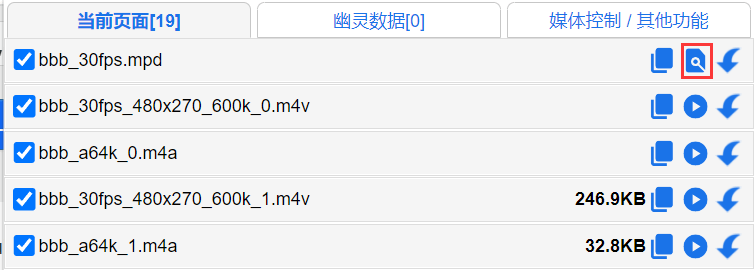 当前页面[19] 幽灵数据[0] 媒体控制 / 其他功能
bbb_30fps.mpd
bbb_30fps_480x270_600k_0.m4v
bbb_a64k_0.m4a
bbb_30fps_480x270_600k_1.m4v 246.9KB
bbb_a64k_1.m4a 32.8KB